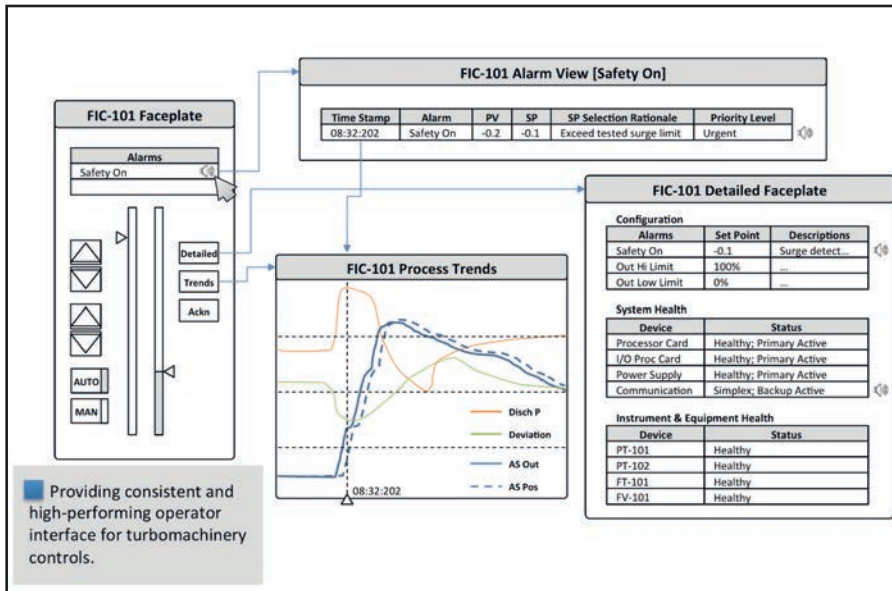 FIC-101 Alarm View [Safety On]
Time Stamp Alarm PV SP SP Selection Rationale Priority Level
08:32:202 Safety On -0.2 -0.1 Exceed tested surge limit Urgent
FIC-101 Faceplate
Alarms
Safety On
Detailed
Trends
Ackn
AUTO
MAN
FIC-101 Process Trends
Disch P
Deviation
AS Out
AS Pos
08:32:202
FIC-101 Detailed Faceplate
Configuration
Alarms Set Point Descriptions
Safety On -0.1 Surge detect...
Out Hi Limit 100% ...
Out Low Limit 0% ...
System Health
Device Status
Processor Card Healthy; Primary Active
I/O Proc Card Healthy; Primary Active
Power Supply Healthy; Primary Active
Communication Simplex; Backup Active
Instrument & Equipment Health
Device Status
PT-101 Healthy
PT-102 Healthy
FT-101 Healthy
FV-101 Healthy
Providing consistent and
high-performing operator
interface for turbomachinery
controls.